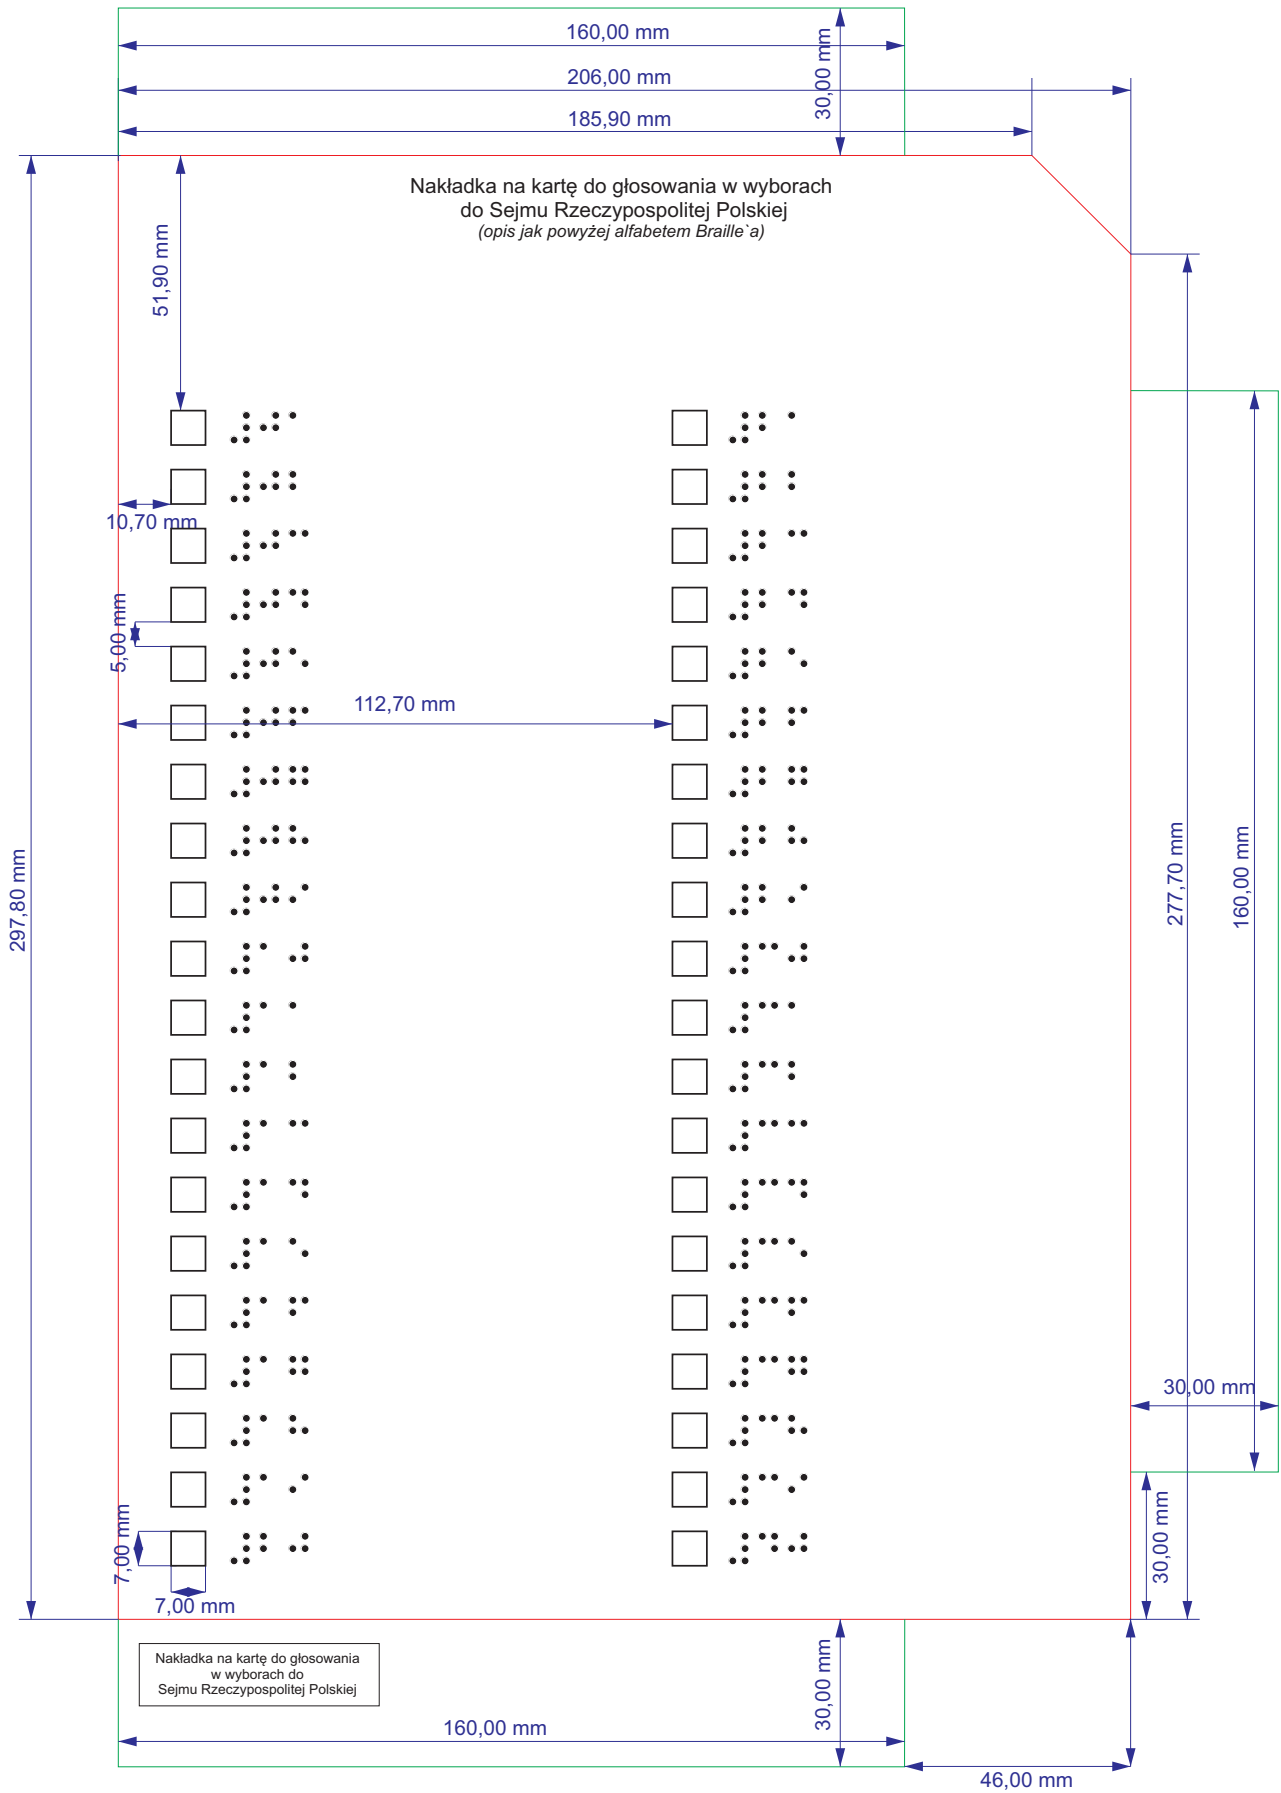 160,00 mm
206,00 mm
185,90 mm
30,00 mm
Nakładka na kartę do głosowania w wyborach
do Sejmu Rzeczypospolitej Polskiej
(opis jak powyżej alfabetem Braille`a)
51,90 mm
10,70 mm
5,00 mm
112,70 mm
297,80 mm
277,70 mm
160,00 mm
30,00 mm
7,00 mm
7,00 mm
30,00 mm
Nakładka na kartę do głosowania
w wyborach do
Sejmu Rzeczypospolitej Polskiej
30,00 mm
160,00 mm
46,00 mm
⠼⠚⠁
⠼⠚⠃
⠼⠚⠉
⠼⠚⠙
⠼⠚⠑
⠼⠚⠋
⠼⠚⠛
⠼⠚⠓
⠼⠚⠊
⠼⠁⠚
⠼⠁⠁
⠼⠁⠃
⠼⠁⠉
⠼⠁⠙
⠼⠁⠑
⠼⠁⠋
⠼⠁⠛
⠼⠁⠓
⠼⠁⠊
⠼⠃⠚
⠼⠃⠁
⠼⠃⠃
⠼⠃⠉
⠼⠃⠙
⠼⠃⠑
⠼⠃⠋
⠼⠃⠛
⠼⠃⠓
⠼⠃⠊
⠼⠉⠚
⠼⠉⠁
⠼⠉⠃
⠼⠉⠉
⠼⠉⠙
⠼⠉⠑
⠼⠉⠋
⠼⠉⠛
⠼⠉⠓
⠼⠉⠊
⠼⠙⠚